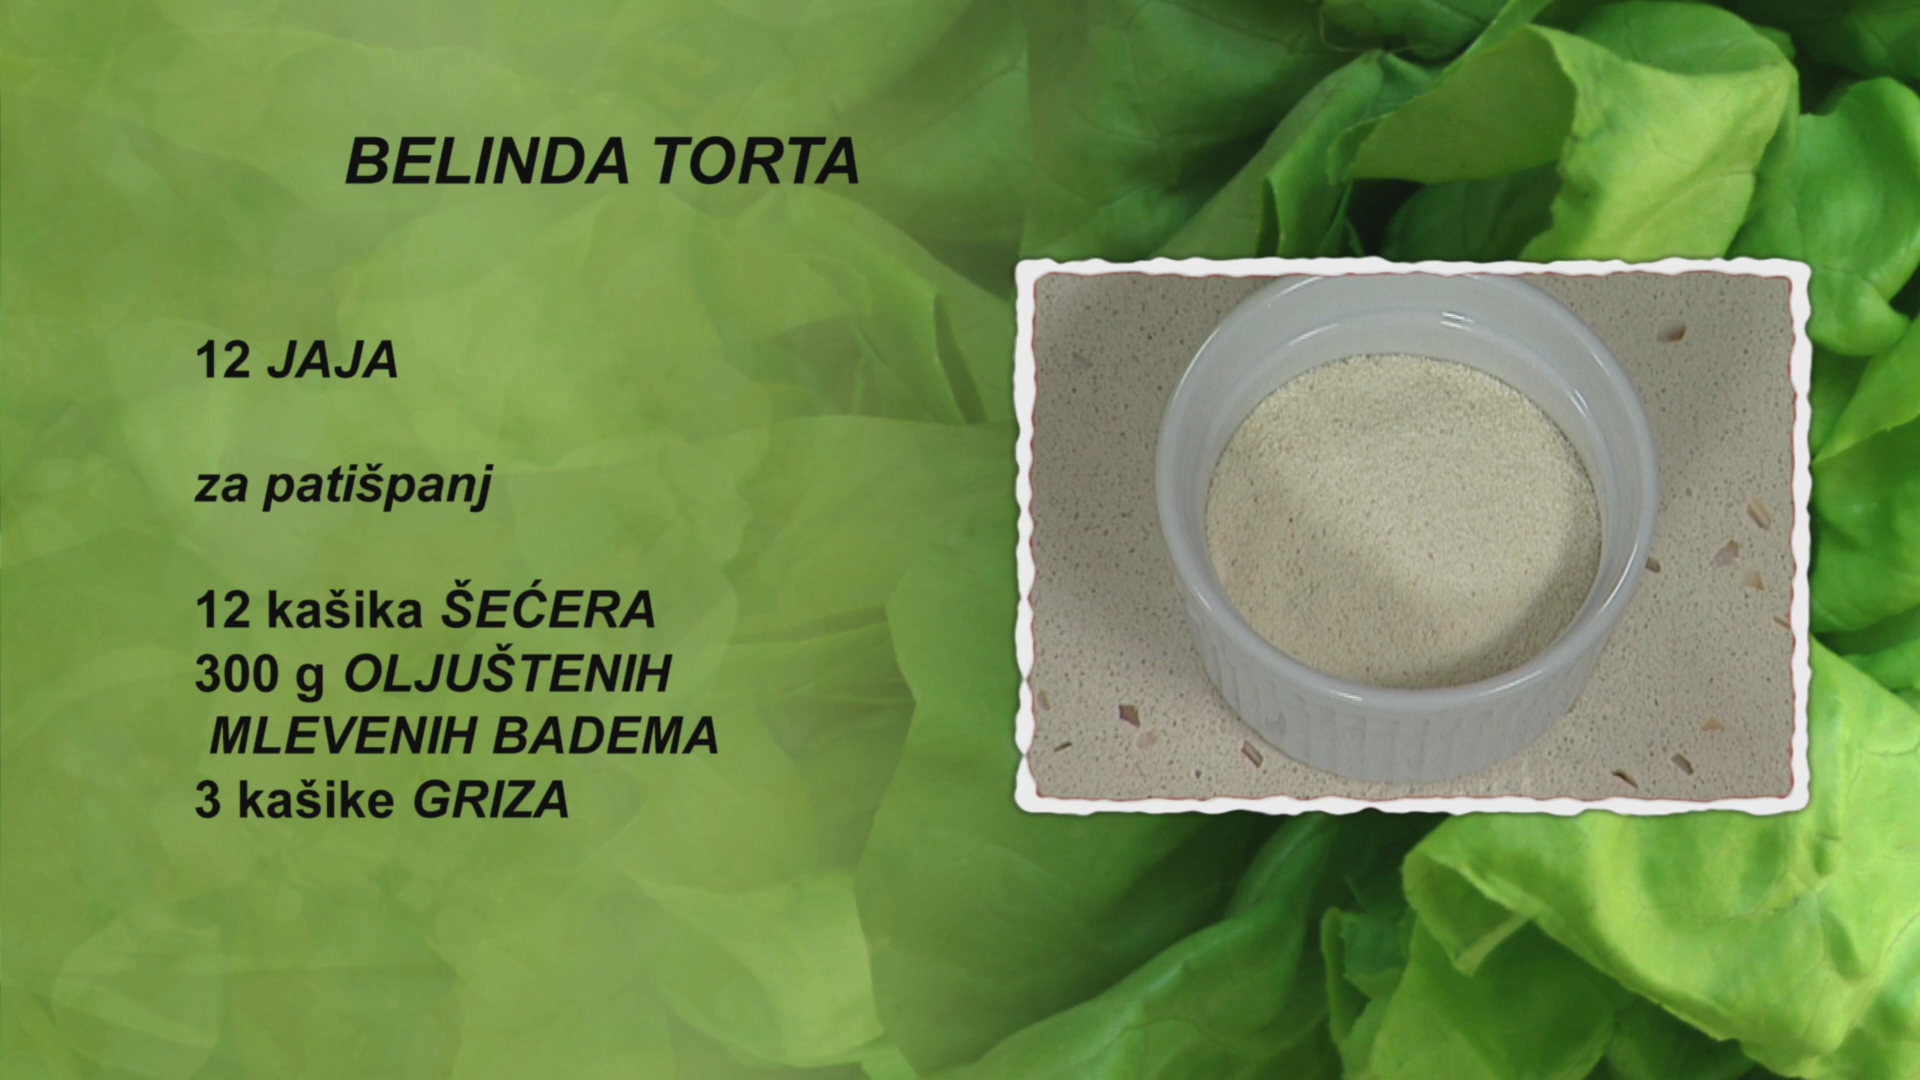 BELINDA TORTA
12 JAJA
za patišpanj
12 kašika ŠEĆERA
300 g OLJUŠTENIH
MLEVENIH BADEMA
3 kašike GRIZA